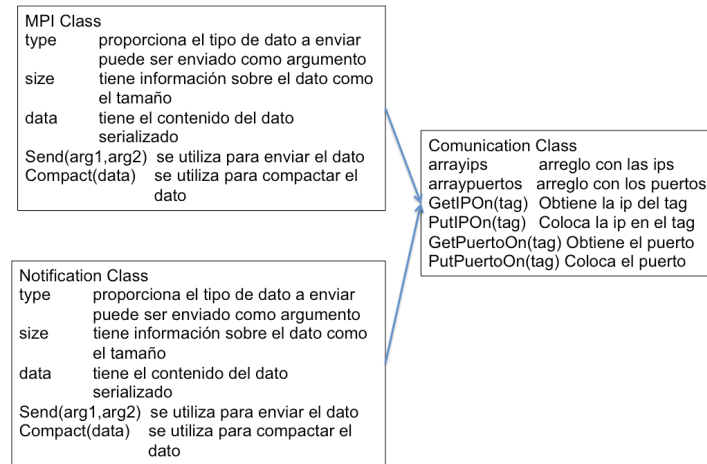 MPI Class
type proporciona el tipo de dato a enviar
puede ser enviado como argumento
size tiene información sobre el dato como
el tamaño
data tiene el contenido del dato
serializado
Send(arg1,arg2) se utiliza para enviar el dato
Compact(data) se utiliza para compactar el
dato
Comunication Class
arrayips arreglo con las ips
arraypuertos arreglo con los puertos
GetIPOn(tag) Obtiene la ip del tag
PutIPOn(tag) Coloca la ip en el tag
GetPuertoOn(tag) Obtiene el puerto
PutPuertoOn(tag) Coloca el puerto
Notification Class
type proporciona el tipo de dato a enviar
puede ser enviado como argumento
size tiene información sobre el dato como
el tamaño
data tiene el contenido del dato
serializado
Send(arg1,arg2) se utiliza para enviar el dato
Compact(data) se utiliza para compactar el
dato